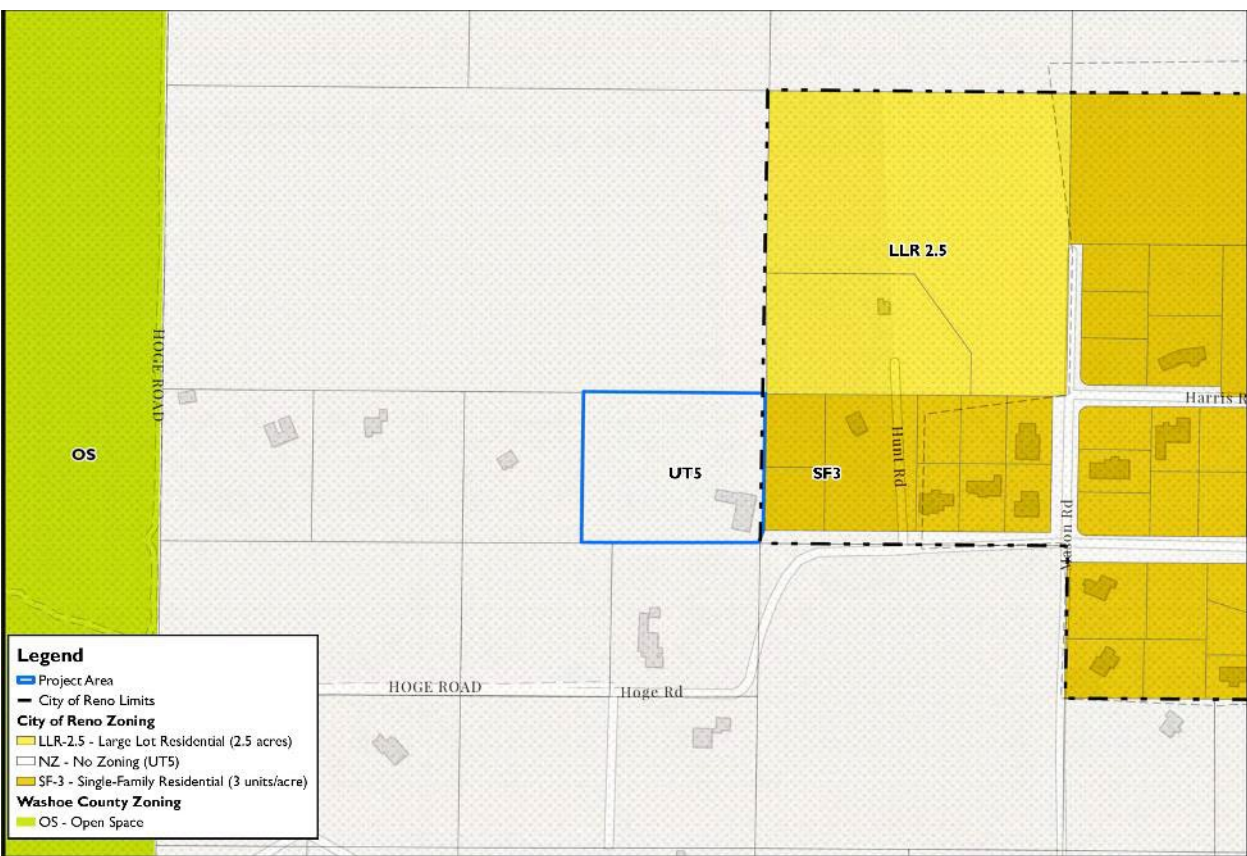 LLR 2.5
HOGE ROAD
Harris R
OS
UT5
SF3
Hunt Rd
Mason Rd
HOGE ROAD
Hoge Rd
Legend
Project Area
City of Reno Limits
City of Reno Zoning
LLR-2.5 - Large Lot Residential (2.5 acres)
NZ - No Zoning (UT5)
SF-3 - Single-Family Residential (3 units/acre)
Washoe County Zoning
OS - Open Space